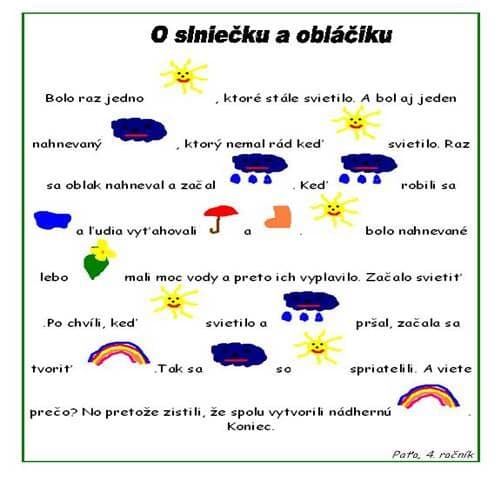 O slniečku a obláčiku
Bolo raz jedno , ktoré stále svietilo. A bol aj jeden
nahnevaný , ktorý nemal rád keď svietilo. Raz
sa oblak nahneval a začal . Keď robili sa
a ľudia vyťahovali a . bolo nahnevané
lebo mali moc vody a preto ich vyplavilo. Začalo svietiť
.Po chvíli, keď svietilo a pršal, začala sa
tvoriť .Tak sa so spriatelili. A viete
prečo? No pretože zistili, že spolu vytvorili nádhernú .
Koniec.
Paťo, 4. ročník